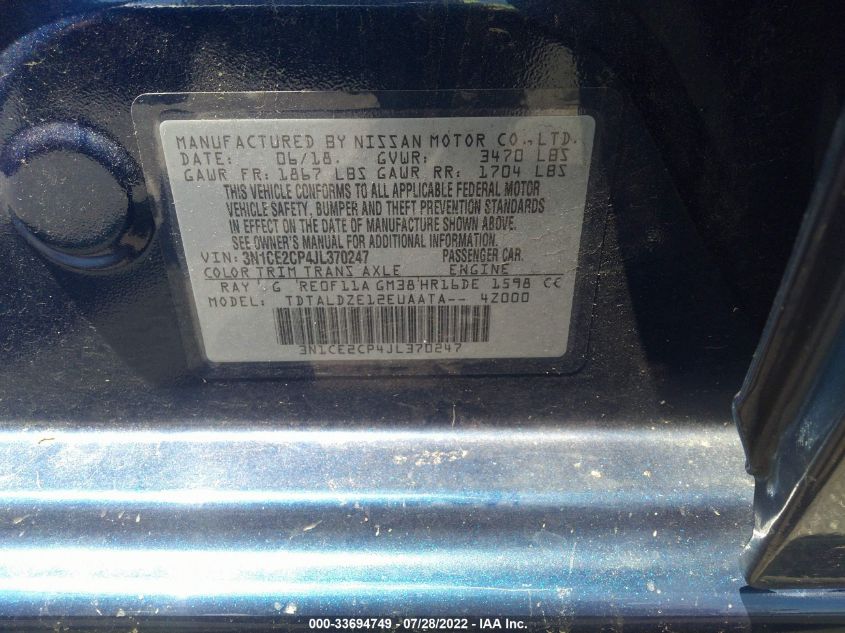 MANUFACTURED BY NISSAN MOTOR CO., LTD.
DATE: 06/18. GVWR: 3470 LBS
GAWR FR: 1867 LBS GAWR RR: 1704 LBS
THIS VEHICLE CONFORMS TO ALL APPLICABLE FEDERAL MOTOR
VEHICLE SAFETY, BUMPER AND THEFT PREVENTION STANDARDS
IN EFFECT ON THE DATE OF MANUFACTURE SHOWN ABOVE.
SEE OWNER'S MANUAL FOR ADDITIONAL INFORMATION.
VIN: 3N1CE2CP4JL370247 PASSENGER CAR.
COLOR TRIM TRANS AXLE ENGINE
RAY G RE0F11A GM38 HR16DE 1598 CC
MODEL: TDTALDZE12EUAATA-- 4Z000
3N1CE2CP4JL370247
000-33694749 - 07/28/2022 - IAA Inc.